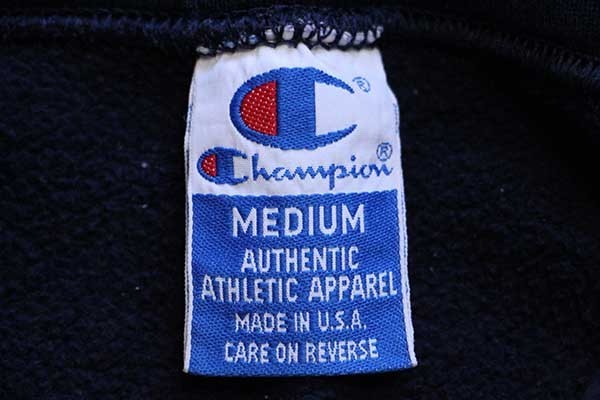 Champion®
MEDIUM
AUTHENTIC
ATHLETIC APPAREL
MADE IN U.S.A.
CARE ON REVERSE